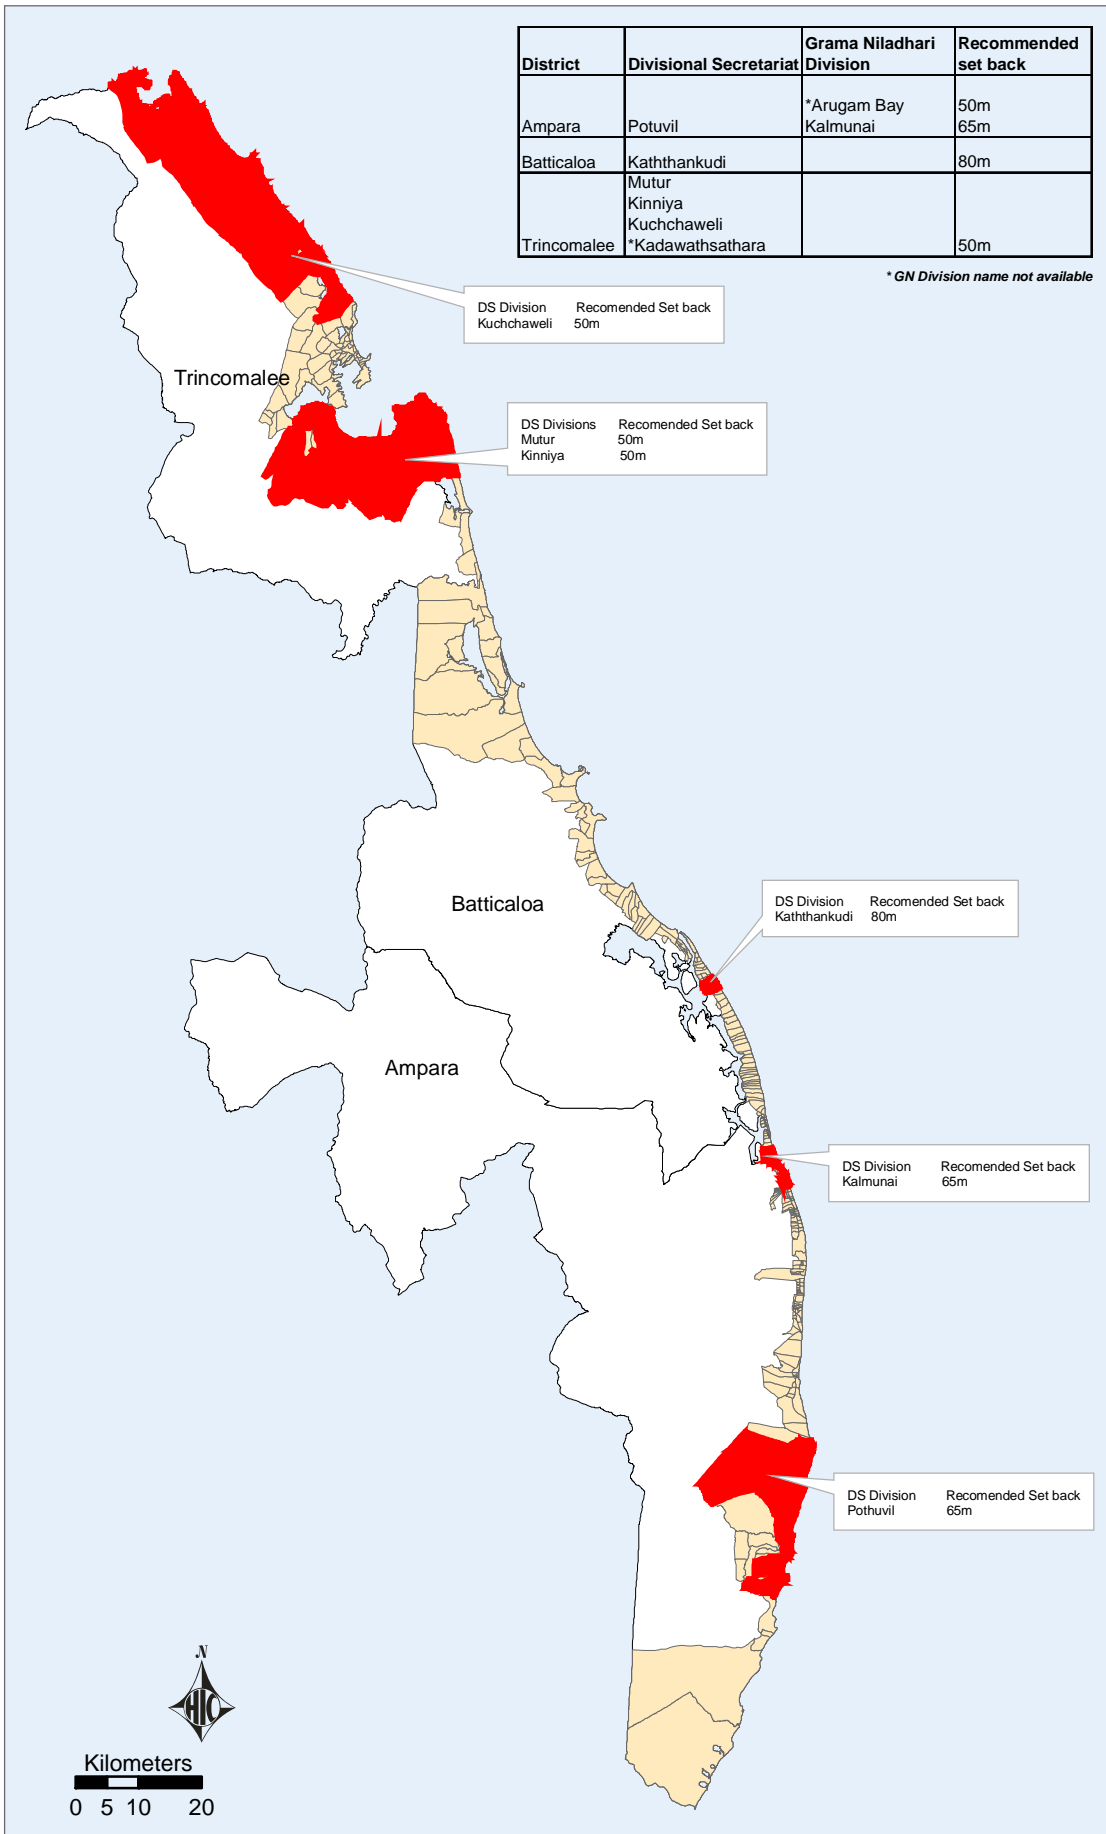 District Divisional Secretariat Grama Niladhari Division Recommended set back
Ampara Potuvil *Arugam Bay 50m
Kalmunai 65m
Batticaloa Kaththankudi 80m
Mutur
Kinniya
Kuchchaweli
Trincomalee *Kadawathsathara 50m
* GN Division name not available
DS Division Recomended Set back
Kuchchaweli 50m
Trincomalee
DS Divisions Recomended Set back
Mutur 50m
Kinniya 50m
DS Division Recomended Set back
Kaththankudi 80m
Batticaloa
Ampara
DS Division Recomended Set back
Kalmunai 65m
DS Division Recomended Set back
Pothuvil 65m
N
HIC
Kilometers
0 5 10 20